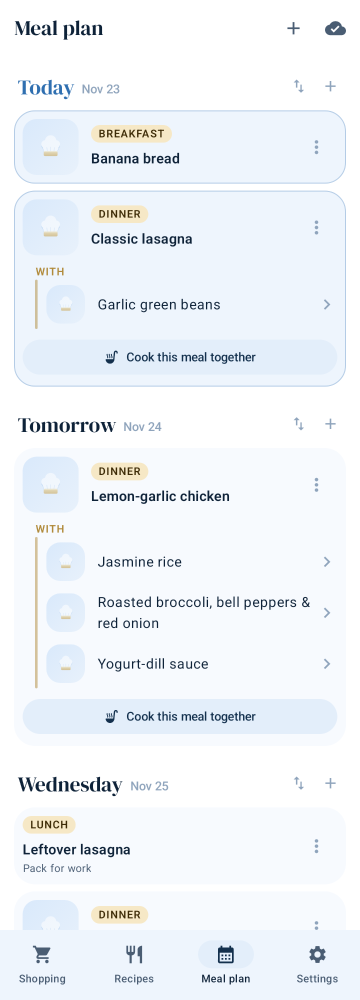 Meal plan
Today Nov 23
BREAKFAST
Banana bread
DINNER
Classic lasagna
WITH
Garlic green beans
Cook this meal together
Tomorrow Nov 24
DINNER
Lemon-garlic chicken
WITH
Jasmine rice
Roasted broccoli, bell peppers &
red onion
Yogurt-dill sauce
Cook this meal together
Wednesday Nov 25
LUNCH
Leftover lasagna
Pack for work
DINNER
Shopping Recipes Meal plan Settings